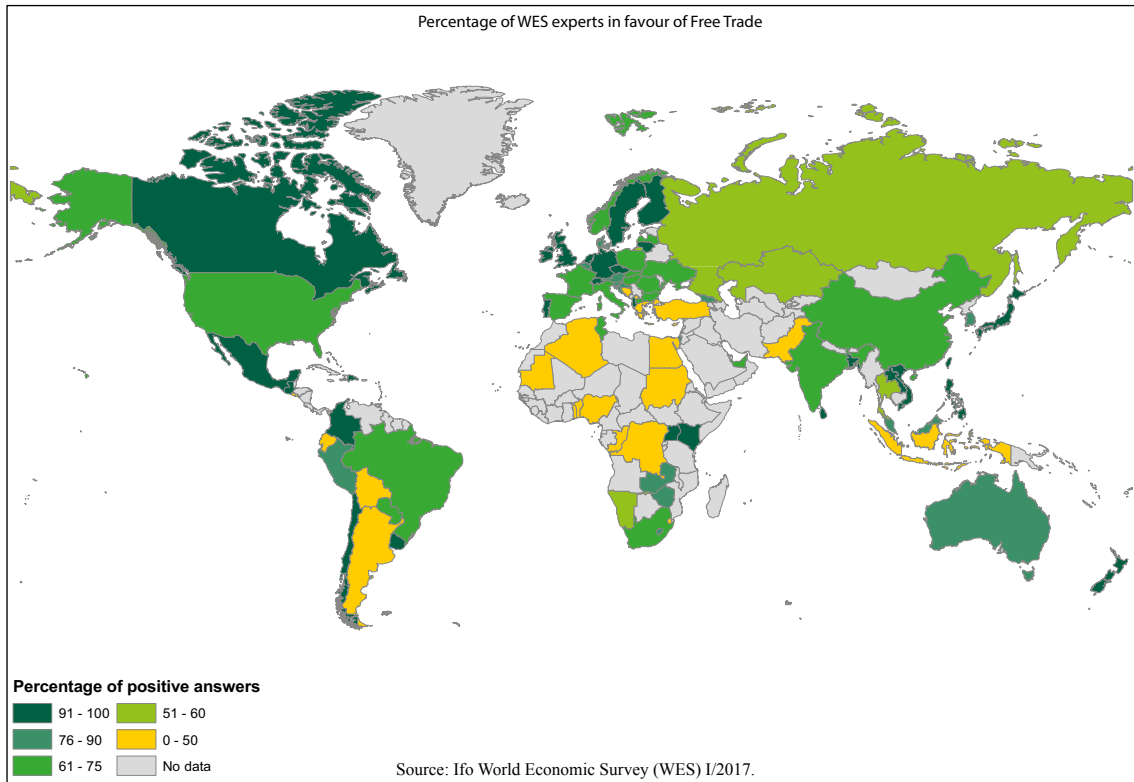 Percentage of WES experts in favour of Free Trade
Percentage of positive answers
91 - 100
76 - 90
61 - 75
51 - 60
0 - 50
No data
Source: Ifo World Economic Survey (WES) I/2017.